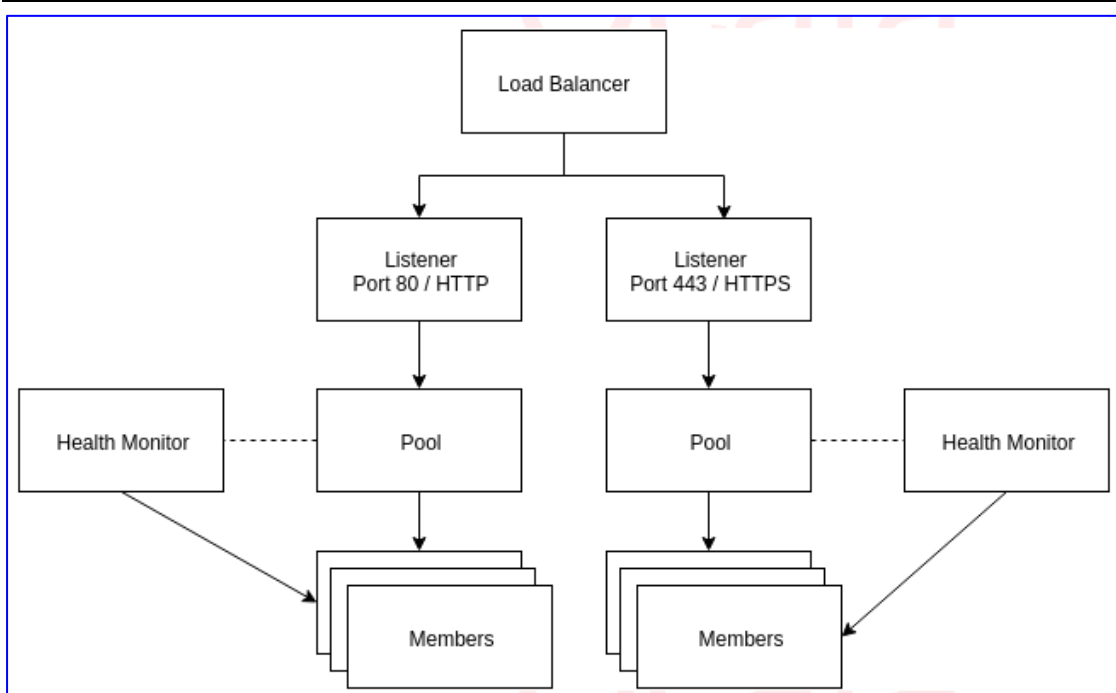 Load Balancer
Listener
Port 80 / HTTP
Listener
Port 443 / HTTPS
Health Monitor
Pool
Pool
Health Monitor
Members
Members